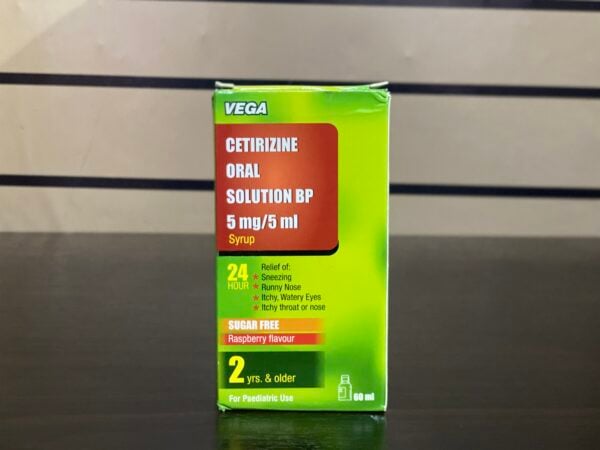 VEGA
CETIRIZINE
ORAL
SOLUTION BP
5 mg/5 ml
Syrup
24
HOUR
Relief of:
★ Sneezing
★ Runny Nose
★ Itchy, Watery Eyes
★ Itchy throat or nose
SUGAR FREE
Raspberry flavour
2 yrs. & older
For Paediatric Use
60 ml